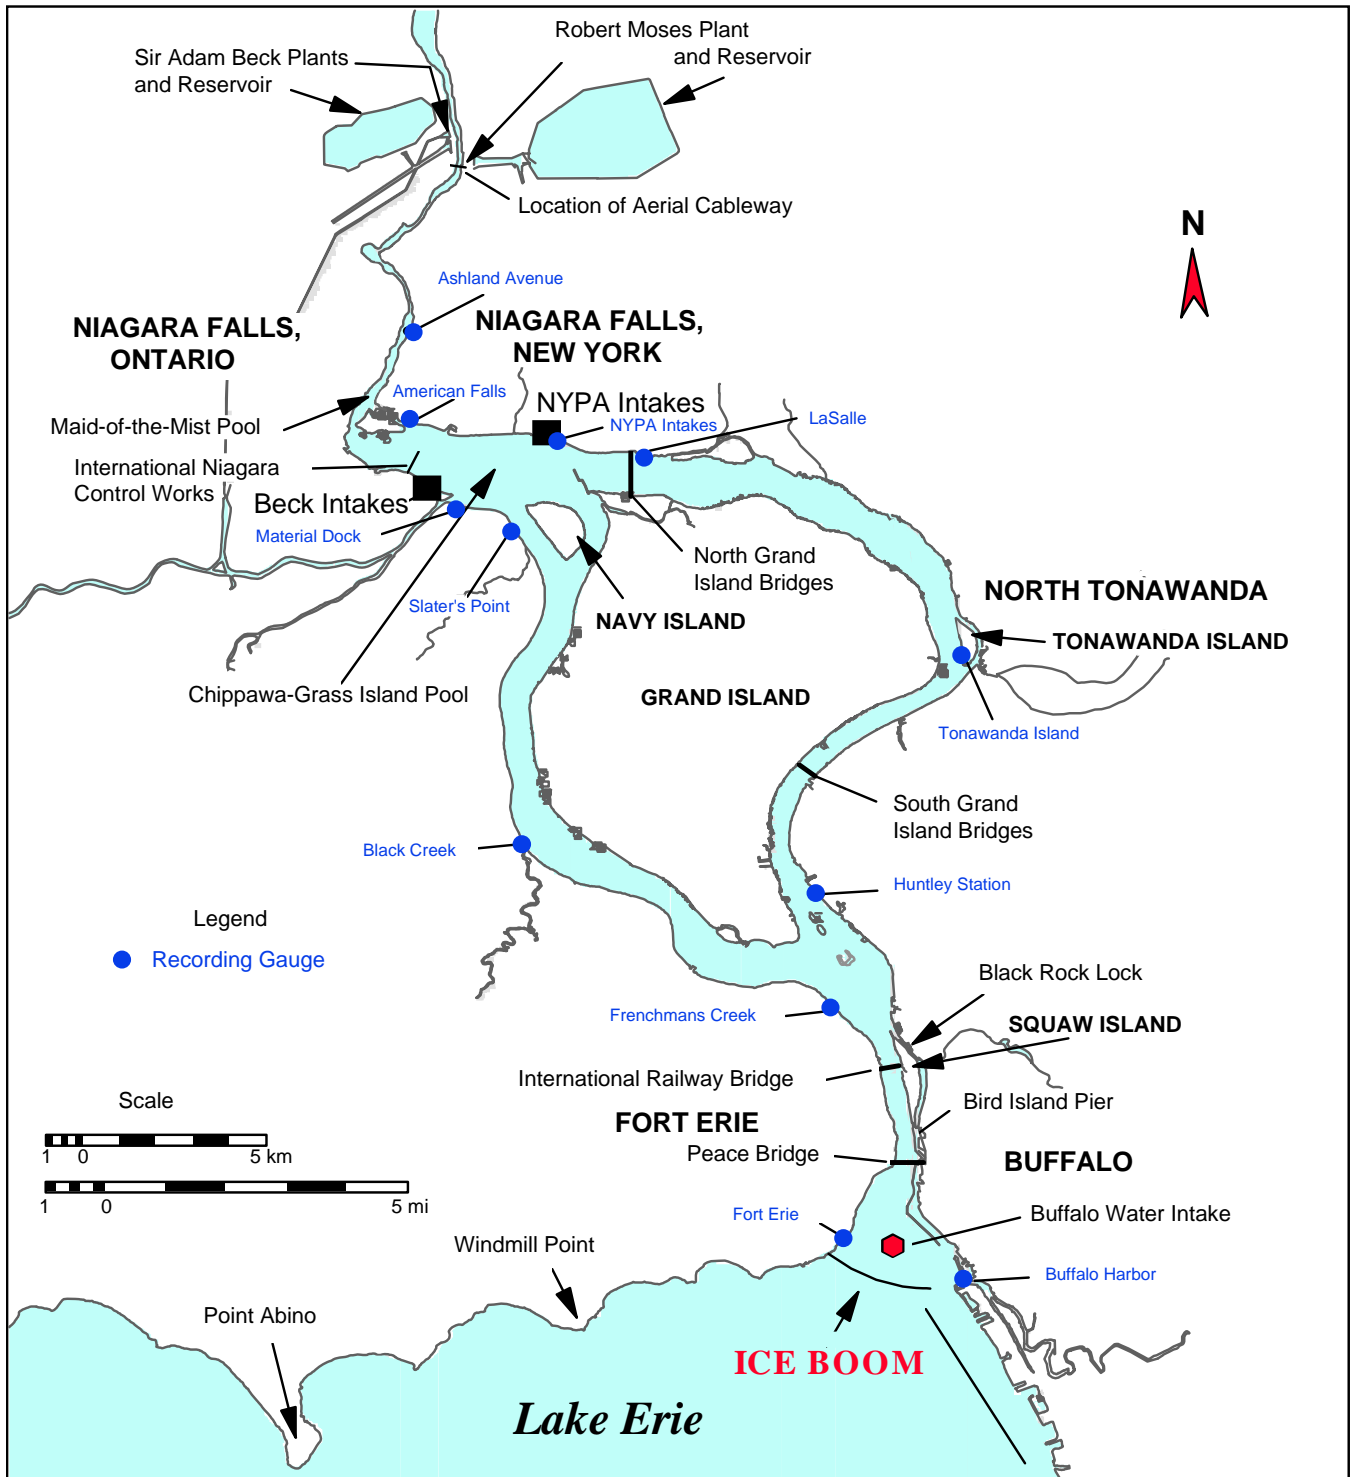 Robert Moses Plant
and Reservoir
Sir Adam Beck Plants
and Reservoir
Location of Aerial Cableway
N
Ashland Avenue
NIAGARA FALLS,
ONTARIO
NIAGARA FALLS,
NEW YORK
American Falls
NYPA Intakes
NYPA Intakes
LaSalle
Maid-of-the-Mist Pool
International Niagara
Control Works
Beck Intakes
Material Dock
North Grand
Island Bridges
Slater's Point
NAVY ISLAND
NORTH TONAWANDA
TONAWANDA ISLAND
Chippawa-Grass Island Pool
GRAND ISLAND
Tonawanda Island
South Grand
Island Bridges
Black Creek
Huntley Station
Legend
Recording Gauge
Black Rock Lock
Frenchmans Creek
SQUAW ISLAND
International Railway Bridge
Scale
1 0 5 km
1 0 5 mi
Bird Island Pier
FORT ERIE
Peace Bridge
BUFFALO
Fort Erie
Buffalo Water Intake
Windmill Point
Buffalo Harbor
Point Abino
ICE BOOM
Lake Erie